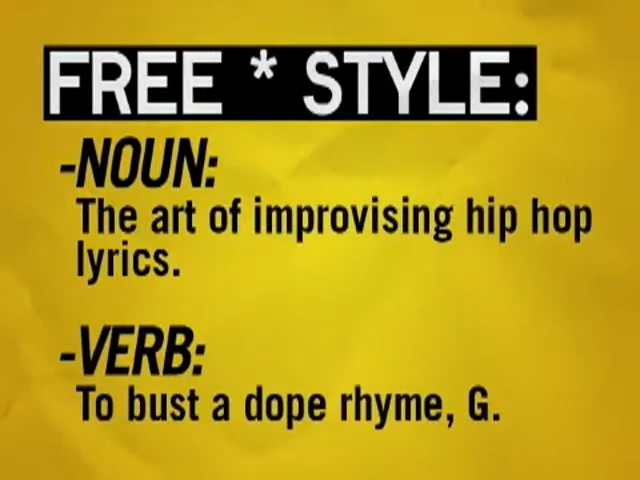 FREE * STYLE:
-NOUN:
The art of improvising hip hop
lyrics.
-VERB:
To bust a dope rhyme, G.